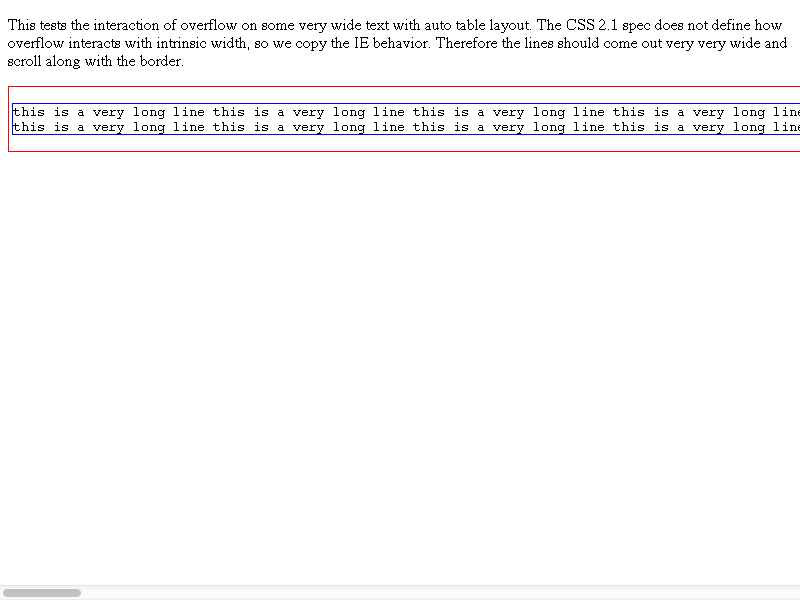 This tests the interaction of overflow on some very wide text with auto table layout. The CSS 2.1 spec does not define how
overflow interacts with intrinsic width, so we copy the IE behavior. Therefore the lines should come out very very wide and
scroll along with the border.
this is a very long line this is a very long line this is a very long line this is a very long line
this is a very long line this is a very long line this is a very long line this is a very long line